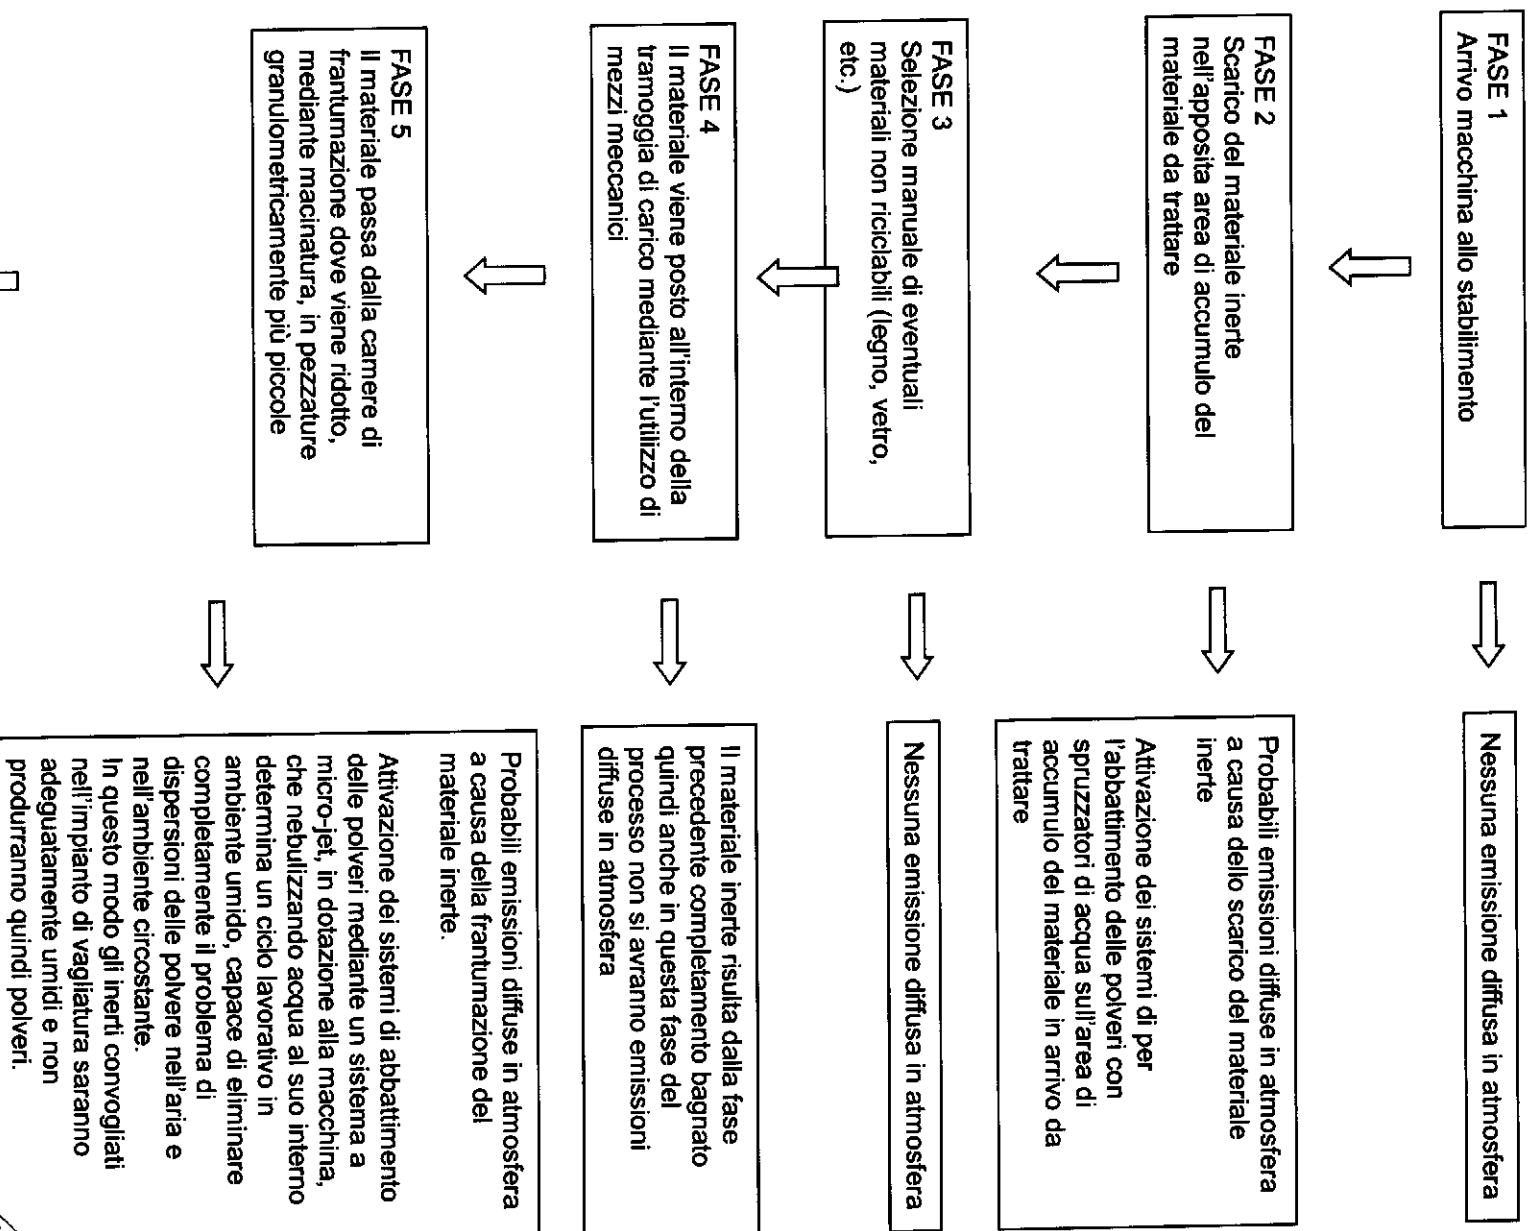 FASE 1
Arrivo macchina allo stabilimento
Nessuna emissione diffusa in atmosfera
FASE 2
Scarico del materiale inerte
nell'apposita area di accumulo del
materiale da trattare
Probabili emissioni diffuse in atmosfera
a causa dello scarico del materiale
inerte
Attivazione dei sistemi di per
l'abbattimento delle polveri con
spruzzatori di acqua sull'area di
accumulo del materiale in arrivo da
trattare
FASE 3
Selezione manuale di eventuali
materiali non riciclabili (legno, vetro,
etc.)
Nessuna emissione diffusa in atmosfera
FASE 4
Il materiale viene posto all'interno della
tramoggia di carico mediante l'utilizzo di
mezzi meccanici
Il materiale inerte risulta dalla fase
precedente completamento bagnato
quindi anche in questa fase del
processo non si avranno emissioni
diffuse in atmosfera
FASE 5
Il materiale passa dalla camere di
frantumazione dove viene ridotto,
mediante macinatura, in pezzature
granulometricamente più piccole
Probabili emissioni diffuse in atmosfera
a causa della frantumazione del
materiale inerte.
Attivazione dei sistemi di abbattimento
delle polveri mediante un sistema a
micro-jet, in dotazione alla macchina,
che nebulizzando acqua al suo interno
determina un ciclo lavorativo in
ambiente umido, capace di eliminare
completamente il problema di
dispersioni delle polvere nell'aria e
nell'ambiente circostante.
In questo modo gli inerti convogliati
nell'impianto di vagliatura saranno
adeguatamente umidi e non
produrranno quindi polveri.